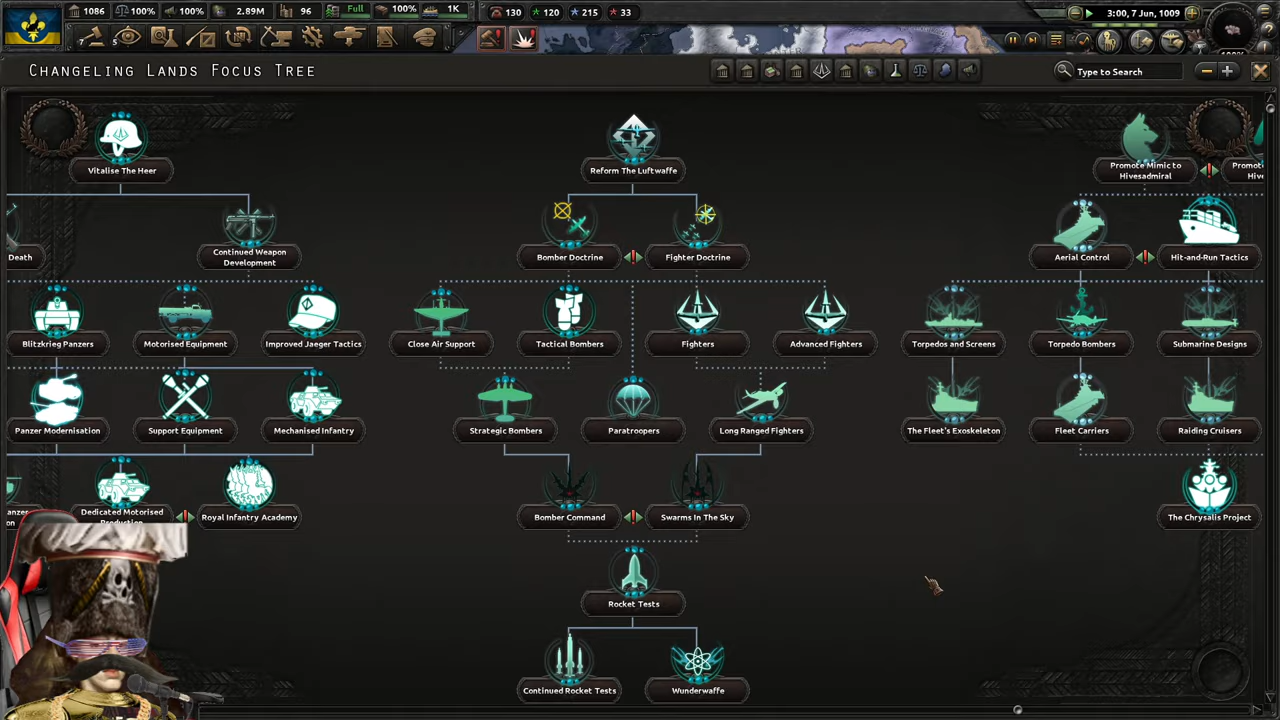 1086 100% 100% 2.89M 96 Full 100% 1K 130 120 215 33 3:00, 7 Jun, 1009
7 5
Changeling Lands Focus Tree
Type to Search
Vitalise The Heer
Reform The Luftwaffe
Promote Mimic to
Hivesadmiral
Death
Continued Weapon
Development
Bomber Doctrine
Fighter Doctrine
Aerial Control
Hit-and-Run Tactics
Blitzkrieg Panzers
Motorised Equipment
Improved Jaeger Tactics
Close Air Support
Tactical Bombers
Fighters
Advanced Fighters
Torpedos and Screens
Torpedo Bombers
Submarine Designs
Panzer Modernisation
Support Equipment
Mechanised Infantry
Strategic Bombers
Paratroopers
Long Ranged Fighters
The Fleet's Exoskeleton
Fleet Carriers
Raiding Cruisers
Dedicated Motorised
Production
Royal Infantry Academy
Bomber Command
Swarms In The Sky
The Chrysalis Project
Rocket Tests
Continued Rocket Tests
Wunderwaffe